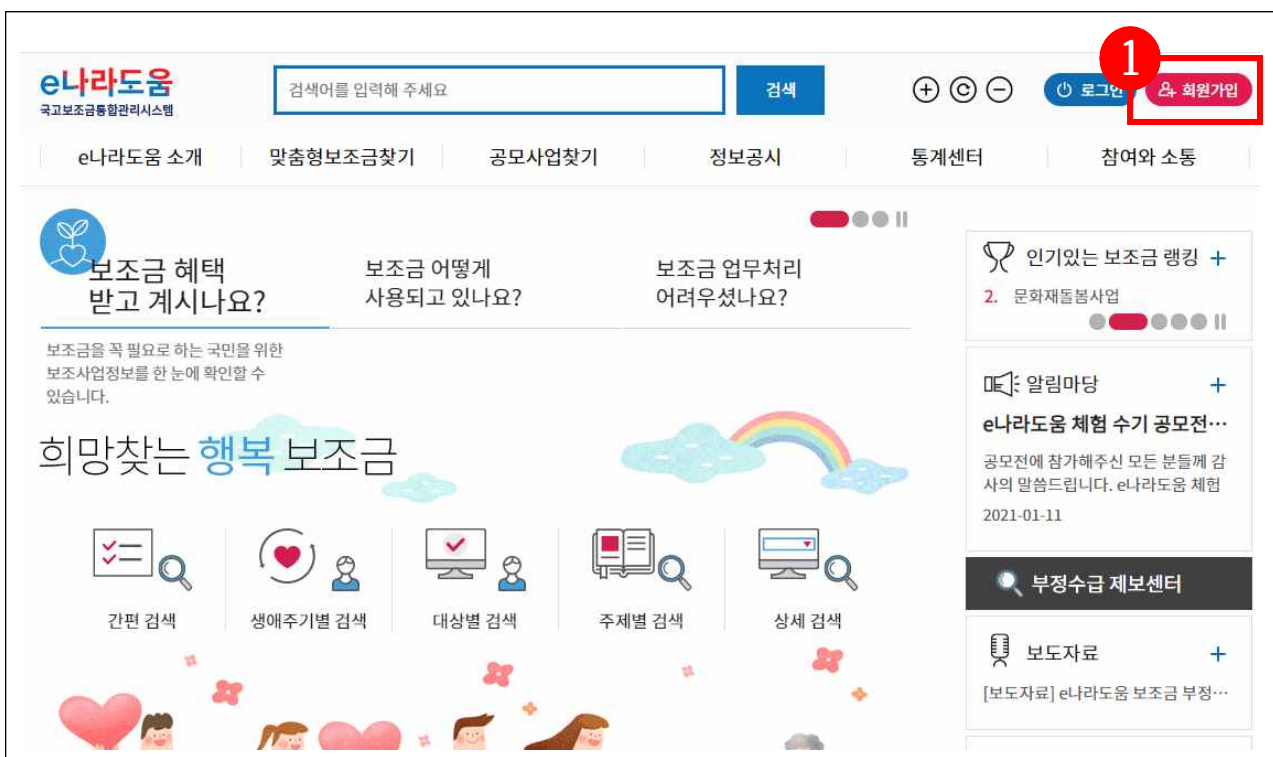 1
e나라도움
국고보조금통합관리시스템
검색어를 입력해 주세요
검색
로그인
회원가입
e나라도움 소개
맞춤형보조금찾기
공모사업찾기
정보공시
통계센터
참여와 소통
보조금 혜택
받고 계시나요?
보조금 어떻게
사용되고 있나요?
보조금 업무처리
어려우셨나요?
보조금을 꼭 필요로 하는 국민을 위한
보조사업정보를 한 눈에 확인할 수
있습니다.
희망찾는 행복 보조금
간편 검색
생애주기별 검색
대상별 검색
주제별 검색
상세 검색
인기있는 보조금 랭킹 +
2. 문화재돌봄사업
알림마당 +
e나라도움 체험 수기 공모전…
공모전에 참가해주신 모든 분들께 감
사의 말씀드립니다. e나라도움 체험
2021-01-11
부정수급 제보센터
보도자료 +
[보도자료] e나라도움 보조금 부정…